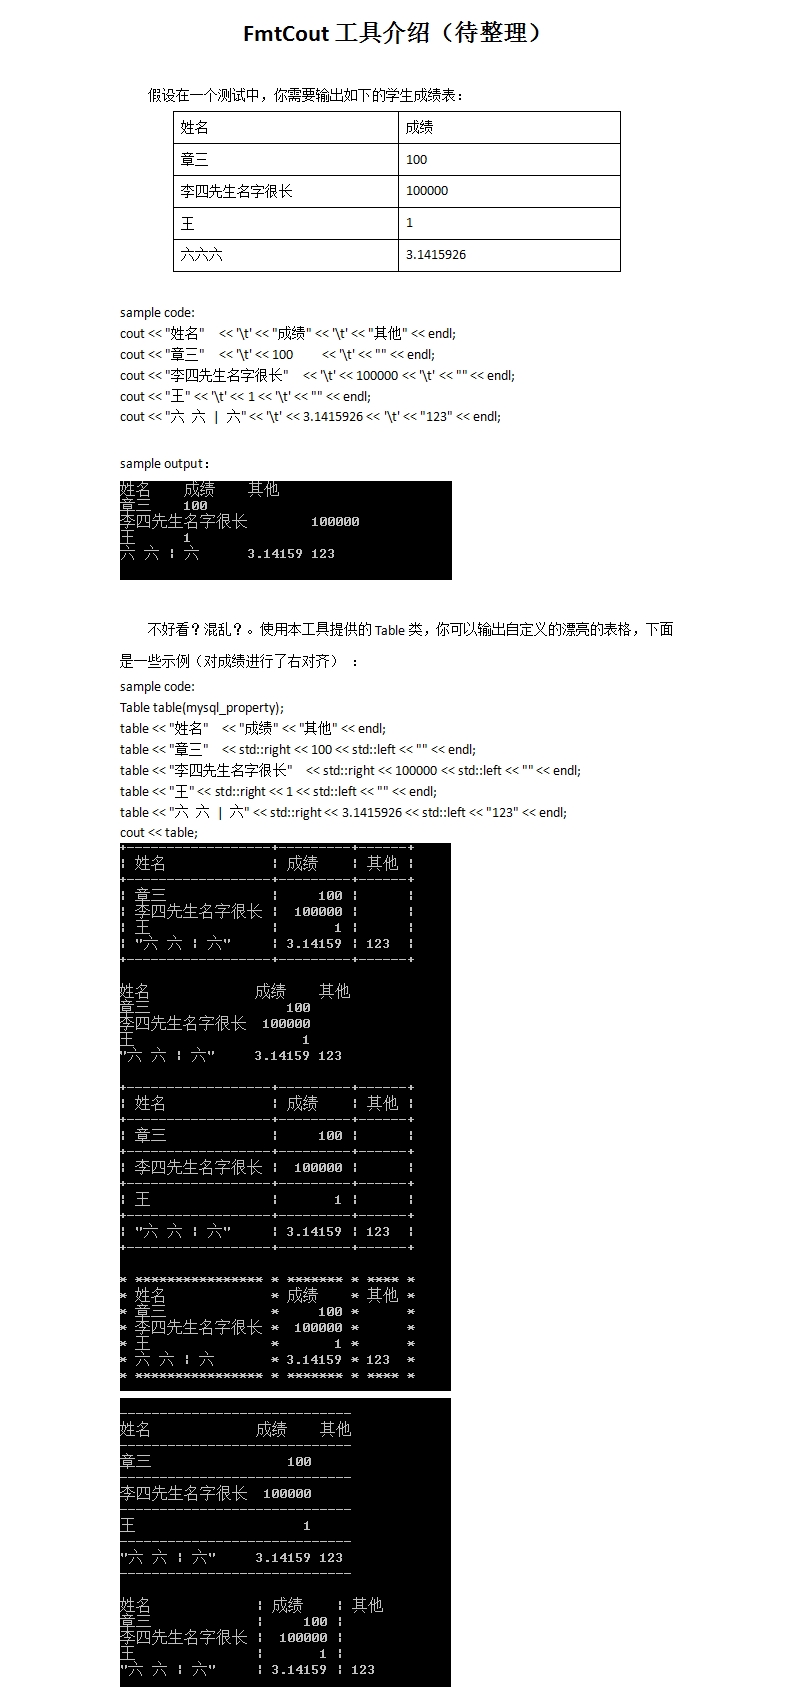 FmtCout 工具介绍（待整理）
假设在一个测试中，你需要输出如下的学生成绩表：
姓名 成绩
章三 100
李四先生名字很长 100000
王 1
六六六 3.1415926
sample code:
cout << "姓名" << '\t' << "成绩" << '\t' << "其他" << endl;
cout << "章三" << '\t' << 100 << '\t' << "" << endl;
cout << "李四先生名字很长" << '\t' << 100000 << '\t' << "" << endl;
cout << "王" << '\t' << 1 << '\t' << "" << endl;
cout << "六 六 | 六" << '\t' << 3.1415926 << '\t' << "123" << endl;
sample output：
姓名 成绩 其他
章三 100
李四先生名字很长 100000
王 1
六 六 | 六 3.14159 123
不好看？混乱？。使用本工具提供的 Table 类，你可以输出自定义的漂亮的表格，下面
是一些示例（对成绩进行了右对齐） ：
sample code:
Table table(mysql_property);
table << "姓名" << "成绩" << "其他" << endl;
table << "章三" << std::right << 100 << std::left << "" << endl;
table << "李四先生名字很长" << std::right << 100000 << std::left << "" << endl;
table << "王" << std::right << 1 << std::left << "" << endl;
table << "六 六 | 六" << std::right << 3.1415926 << std::left << "123" << endl;
cout << table;
+------------------+---------+------+
| 姓名 | 成绩 | 其他 |
+------------------+---------+------+
| 章三 | 100 | |
| 李四先生名字很长 | 100000 | |
| 王 | 1 | |
| "六 六 | 六" | 3.14159 | 123 |
+------------------+---------+------+
姓名 成绩 其他
章三 100
李四先生名字很长 100000
王 1
"六 六 | 六" 3.14159 123
+------------------+---------+------+
| 姓名 | 成绩 | 其他 |
+------------------+---------+------+
| 章三 | 100 | |
+------------------+---------+------+
| 李四先生名字很长 | 100000 | |
+------------------+---------+------+
| 王 | 1 | |
+------------------+---------+------+
| "六 六 | 六" | 3.14159 | 123 |
+------------------+---------+------+
* **************** * ******* * **** *
* 姓名 * 成绩 * 其他 *
* 章三 * 100 * *
* 李四先生名字很长 * 100000 * *
* 王 * 1 * *
* 六 六 | 六 * 3.14159 * 123 *
* **************** * ******* * **** *
-----------------------------
姓名 成绩 其他
-----------------------------
章三 100
-----------------------------
李四先生名字很长 100000
-----------------------------
王 1
-----------------------------
"六 六 | 六" 3.14159 123
-----------------------------
姓名 | 成绩 | 其他
章三 | 100 |
李四先生名字很长 | 100000 |
王 | 1 |
"六 六 | 六" | 3.14159 | 123